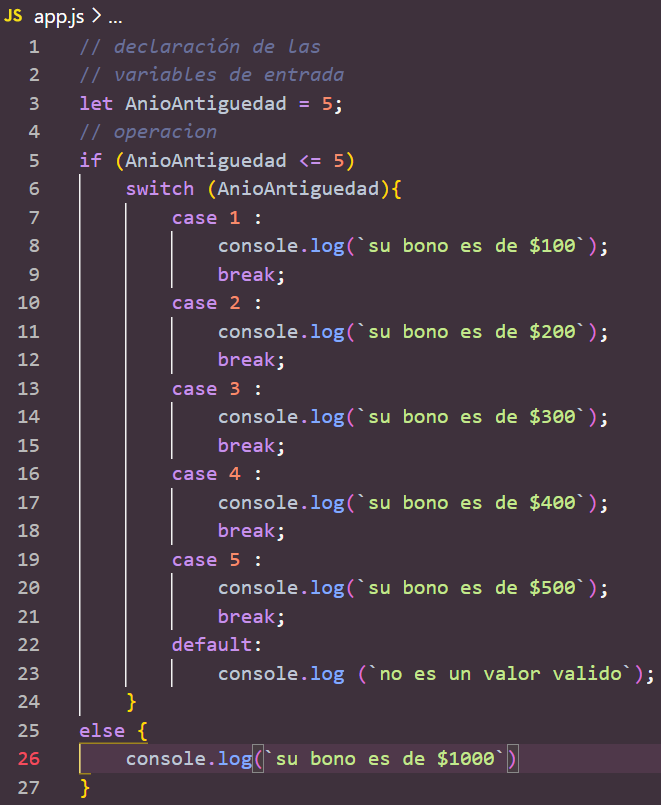 JS app.js > ...
1 // declaración de las
2 // variables de entrada
3 let AnioAntiguedad = 5;
4 // operacion
5 if (AnioAntiguedad <= 5)
6     switch (AnioAntiguedad){
7         case 1 :
8             console.log(`su bono es de $100`);
9             break;
10         case 2 :
11             console.log(`su bono es de $200`);
12             break;
13         case 3 :
14             console.log(`su bono es de $300`);
15             break;
16         case 4 :
17             console.log(`su bono es de $400`);
18             break;
19         case 5 :
20             console.log(`su bono es de $500`);
21             break;
22         default:
23             console.log (`no es un valor valido`);
24     }
25 else {
26     console.log(`su bono es de $1000`)
27 }